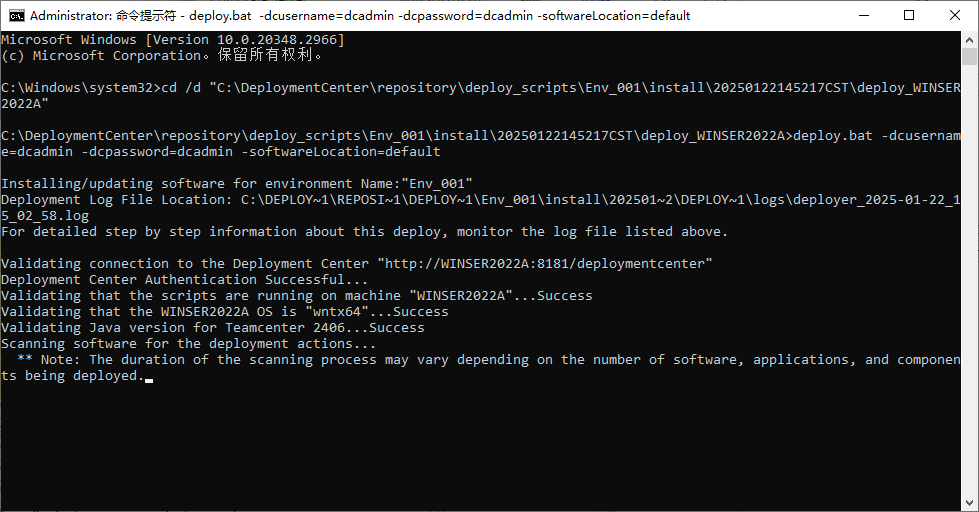 Administrator: 命令提示符 - deploy.bat  -dcusername=dcadmin -dcpassword=dcadmin -softwareLocation=default
Microsoft Windows [Version 10.0.20348.2966]
(c) Microsoft Corporation。保留所有权利。
C:\Windows\system32>cd /d "C:\DeploymentCenter\repository\deploy_scripts\Env_001\install\20250122145217CST\deploy_WINSER
2022A"
C:\DeploymentCenter\repository\deploy_scripts\Env_001\install\20250122145217CST\deploy_WINSER2022A>deploy.bat -dcusernam
e=dcadmin -dcpassword=dcadmin -softwareLocation=default
Installing/updating software for environment Name:"Env_001"
Deployment Log File Location: C:\DEPLOY~1\REPOSI~1\DEPLOY~1\Env_001\install\202501~2\DEPLOY~1\logs\deployer_2025-01-22_1
5_02_58.log
For detailed step by step information about this deploy, monitor the log file listed above.
Validating connection to the Deployment Center "http://WINSER2022A:8181/deploymentcenter"
Deployment Center Authentication Successful...
Validating that the scripts are running on machine "WINSER2022A"...Success
Validating that the WINSER2022A OS is "wntx64"...Success
Validating Java version for Teamcenter 2406...Success
Scanning software for the deployment actions...
  ** Note: The duration of the scanning process may vary depending on the number of software, applications, and componen
ts being deployed.